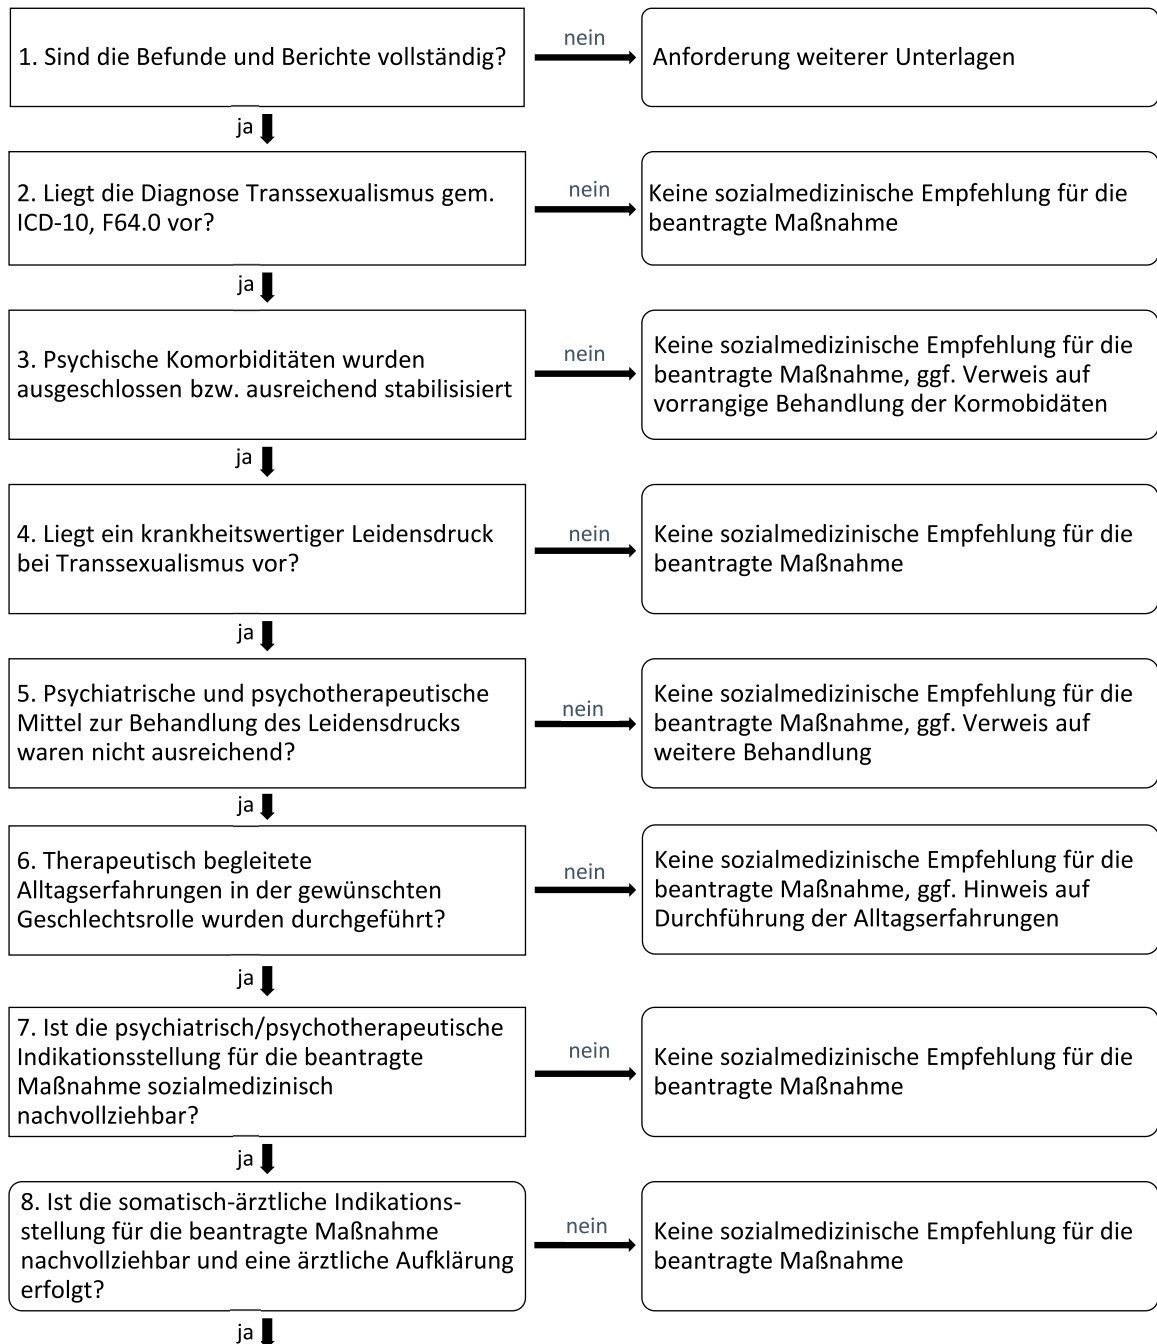 1. Sind die Befunde und Berichte vollständig?
nein
Anforderung weiterer Unterlagen
ja
2. Liegt die Diagnose Transsexualismus gem.
ICD-10, F64.0 vor?
nein
Keine sozialmedizinische Empfehlung für die
beantragte Maßnahme
ja
3. Psychische Komorbiditäten wurden
ausgeschlossen bzw. ausreichend stabilisisiert
nein
Keine sozialmedizinische Empfehlung für die
beantragte Maßnahme, ggf. Verweis auf
vorrangige Behandlung der Kormobidäten
ja
4. Liegt ein krankheitswertiger Leidensdruck
bei Transsexualismus vor?
nein
Keine sozialmedizinische Empfehlung für die
beantragte Maßnahme
ja
5. Psychiatrische und psychotherapeutische
Mittel zur Behandlung des Leidensdrucks
waren nicht ausreichend?
nein
Keine sozialmedizinische Empfehlung für die
beantragte Maßnahme, ggf. Verweis auf
weitere Behandlung
ja
6. Therapeutisch begleitete
Alltagserfahrungen in der gewünschten
Geschlechtsrolle wurden durchgeführt?
nein
Keine sozialmedizinische Empfehlung für die
beantragte Maßnahme, ggf. Hinweis auf
Durchführung der Alltagserfahrungen
ja
7. Ist die psychiatrisch/psychotherapeutische
Indikationsstellung für die beantragte
Maßnahme sozialmedizinisch
nachvollziehbar?
nein
Keine sozialmedizinische Empfehlung für die
beantragte Maßnahme
ja
8. Ist die somatisch-ärztliche Indikations-
stellung für die beantragte Maßnahme
nachvollziehbar und eine ärztliche Aufklärung
erfolgt?
nein
Keine sozialmedizinische Empfehlung für die
beantragte Maßnahme
ja